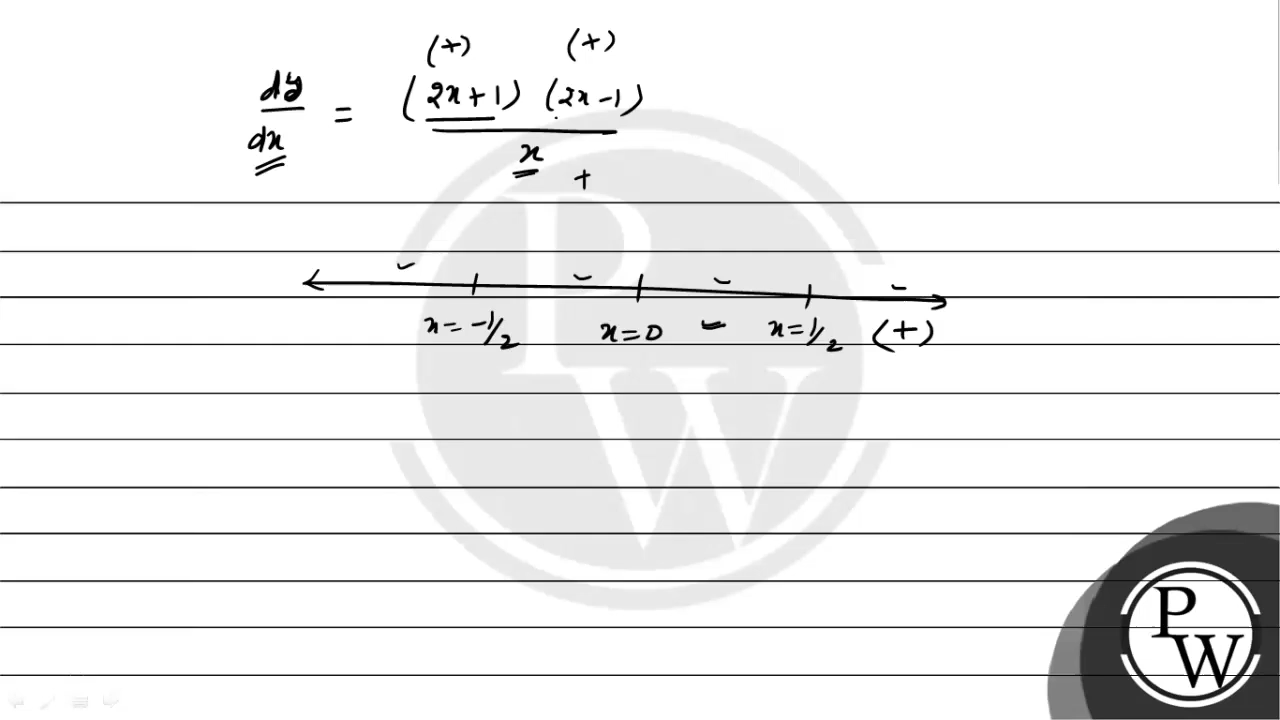 (+) (+)
dy/dx = (2x+1) (2x-1) / x
+
x=-1/2 x=0 - x=1/2 (+)
P
W
PW